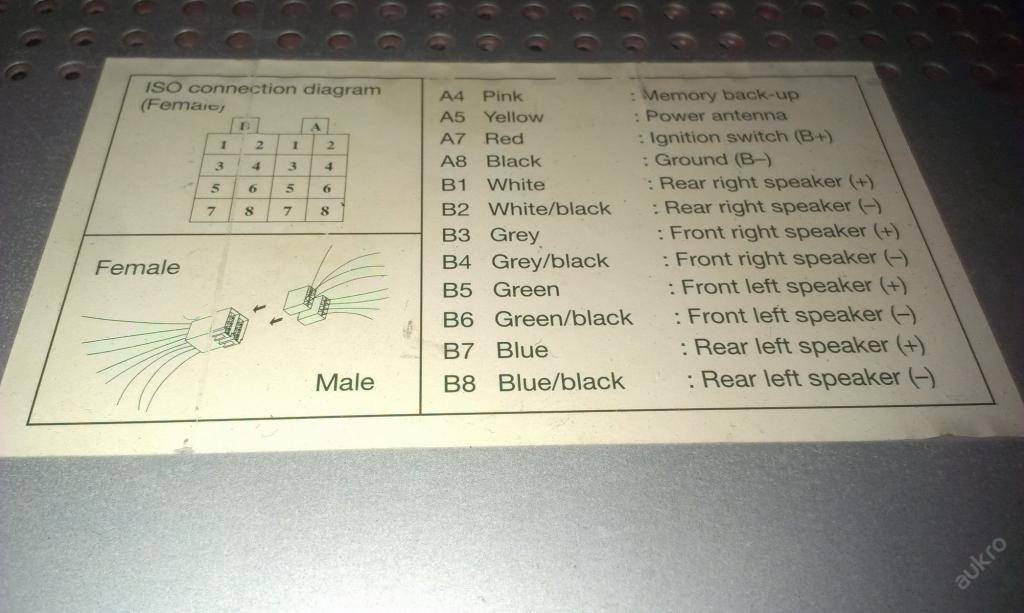 ISO connection diagram
(Female)
B A
1 2 1 2
3 4 3 4
5 6 5 6
7 8 7 8
Female
Male
A4 Pink : Memory back-up
A5 Yellow : Power antenna
A7 Red : Ignition switch (B+)
A8 Black : Ground (B–)
B1 White : Rear right speaker (+)
B2 White/black : Rear right speaker (–)
B3 Grey : Front right speaker (+)
B4 Grey/black : Front right speaker (–)
B5 Green : Front left speaker (+)
B6 Green/black : Front left speaker (–)
B7 Blue : Rear left speaker (+)
B8 Blue/black : Rear left speaker (–)
aukro